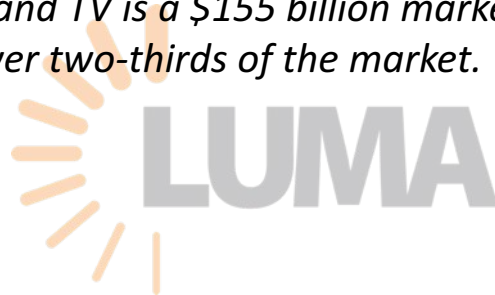 and TV is a $155 billion marke
er two-thirds of the market.
LUMA